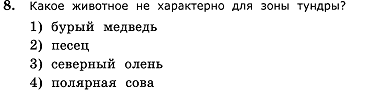 8. Какое животное не характерно для зоны тундры?
1) бурый медведь
2) песец
3) северный олень
4) полярная сова